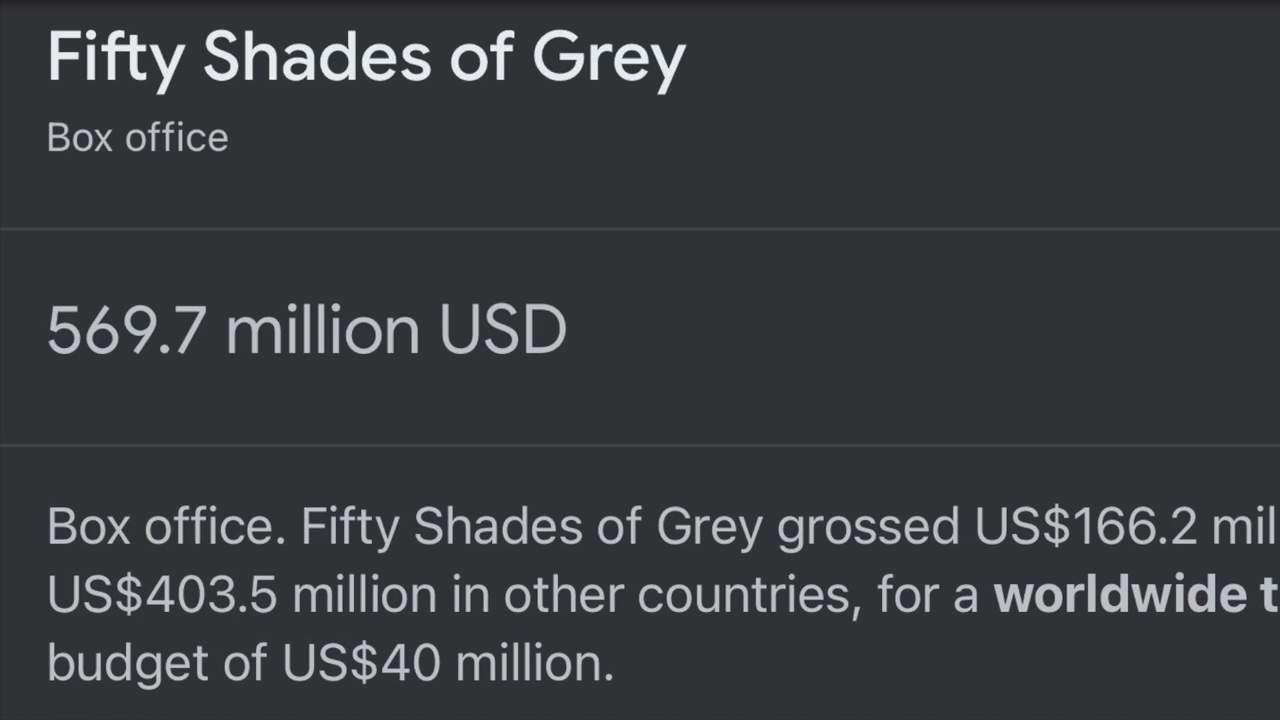 Fifty Shades of Grey
Box office
569.7 million USD
Box office. Fifty Shades of Grey grossed US$166.2 mil
US$403.5 million in other countries, for a worldwide t
budget of US$40 million.